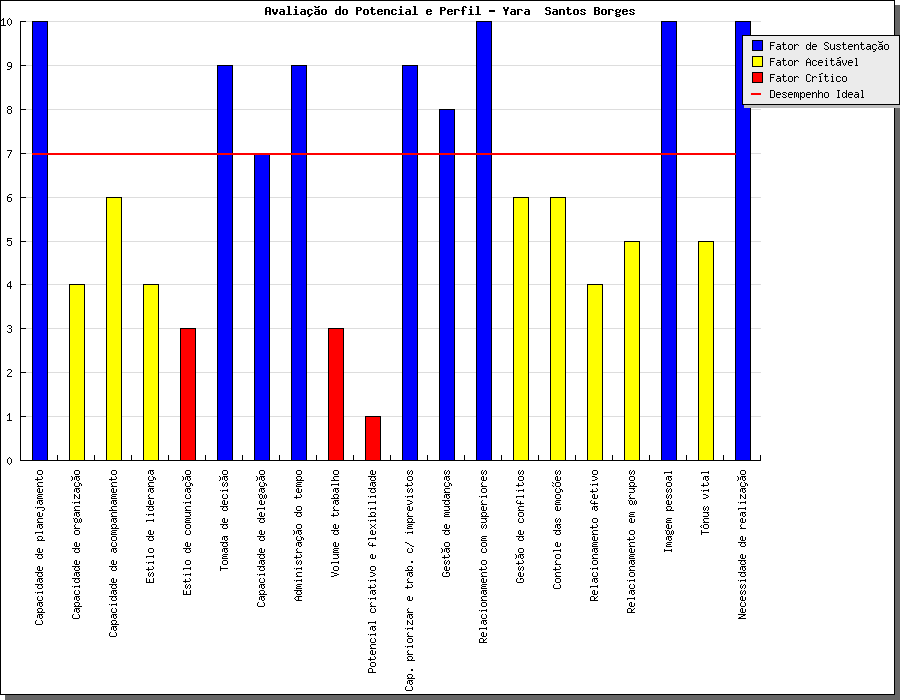 Avaliação do Potencial e Perfil - Yara  Santos Borges
10
9
8
7
6
5
4
3
2
1
0
Fator de Sustentação
Fator Aceitável
Fator Crítico
Desempenho Ideal
Capacidade de planejamento
Capacidade de organização
Capacidade de acompanhamento
Estilo de liderança
Estilo de comunicação
Tomada de decisão
Capacidade de delegação
Administração do tempo
Volume de trabalho
Potencial criativo e flexibilidade
Cap. priorizar e trab. c/ imprevistos
Gestão de mudanças
Relacionamento com superiores
Gestão de conflitos
Controle das emoções
Relacionamento afetivo
Relacionamento em grupos
Imagem pessoal
Tônus vital
Necessidade de realização